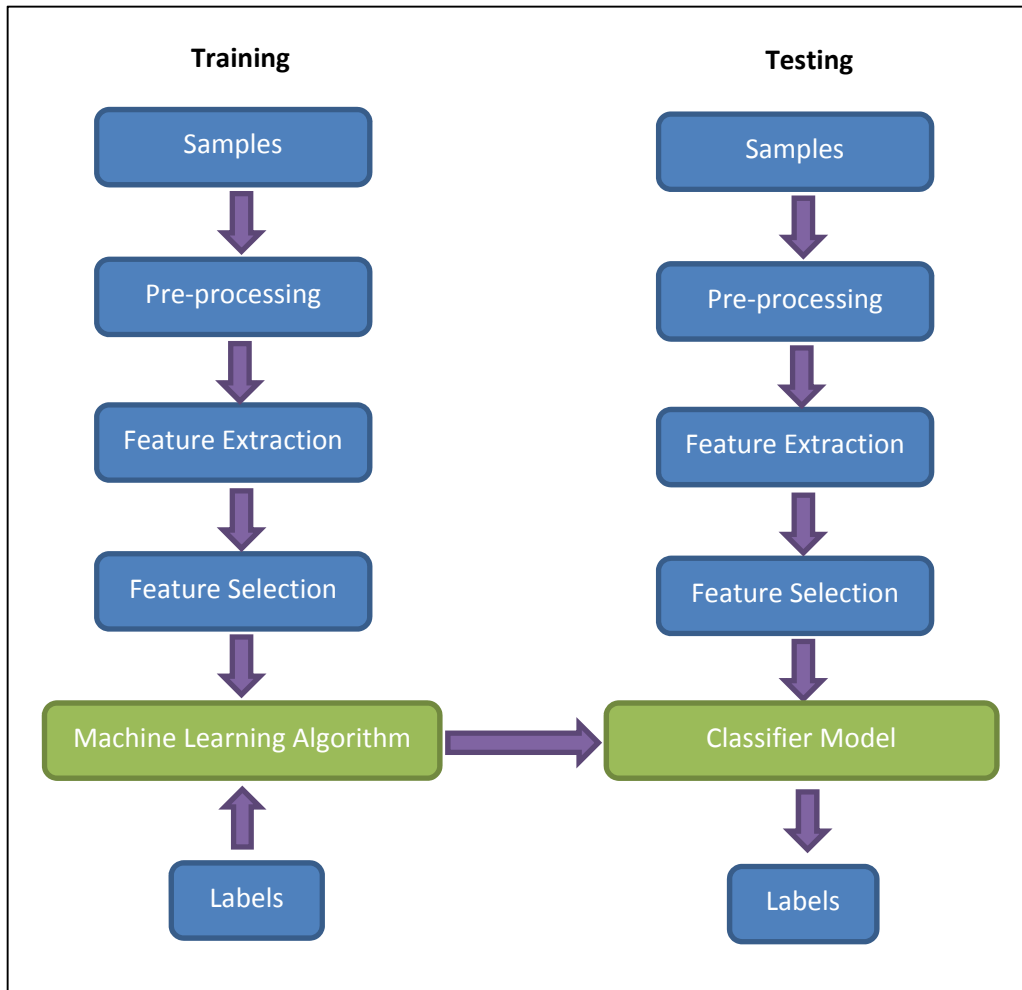 Training
Samples
Pre-processing
Feature Extraction
Feature Selection
Machine Learning Algorithm
Labels
Testing
Samples
Pre-processing
Feature Extraction
Feature Selection
Classifier Model
Labels